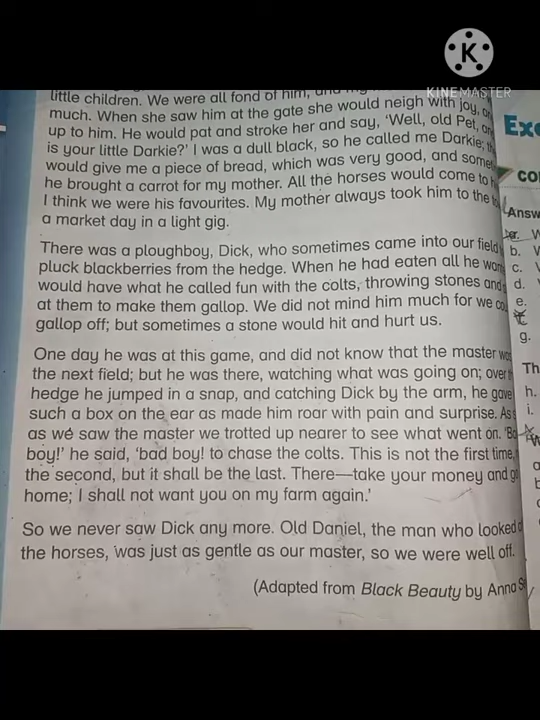 K
KINEMASTER
little children. We were all fond of him,
much. When she saw him at the gate she would neigh with joy,
up to him. He would pat and stroke her and say, 'Well, old Pet,
is your little Darkie?' I was a dull black, so he called me Darkie;
would give me a piece of bread, which was very good, and
he brought a carrot for my mother. All the horses would come to
I think we were his favourites. My mother always took him to the
a market day in a light gig.
There was a ploughboy, Dick, who sometimes came into our field
pluck blackberries from the hedge. When he had eaten all he
would have what he called fun with the colts, throwing stones and
at them to make them gallop. We did not mind him much for we
gallop off; but sometimes a stone would hit and hurt us.
One day he was at this game, and did not know that the master
the next field; but he was there, watching what was going on; over
hedge he jumped in a snap, and catching Dick by the arm, he gave
such a box on the ear as made him roar with pain and surprise. As
as we saw the master we trotted up nearer to see what went on.
boy!' he said, 'bad boy! to chase the colts. This is not the first time,
the second, but it shall be the last. There—take your money and
home; I shall not want you on my farm again.'
So we never saw Dick any more. Old Daniel, the man who looked
the horses, was just as gentle as our master, so we were well off.
(Adapted from Black Beauty by Anna
b.
c.
d.
e.
g.
Th
h.
i.